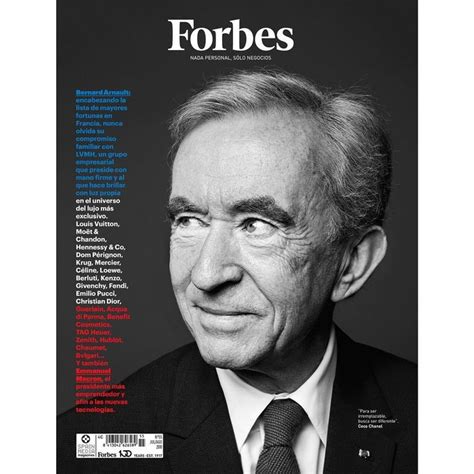 Forbes
NADA PERSONAL, SÓLO NEGOCIOS
Bernard Arnault:
encabezando la
lista de mayores
fortunas en
Francia, nunca
olvida su
compromiso
familiar con
LVMH, un grupo
empresarial
que preside con
mano firme y al
que hace brillar
con luz propia
en el universo
del lujo más
exclusivo.
Louis Vuitton,
Moët &
Chandon,
Hennessy & Co,
Dom Pérignon,
Krug, Mercier,
Céline, Loewe,
Berluti, Kenzo,
Givenchy, Fendi,
Emilio Pucci,
Christian Dior,
Guerlain, Acqua
di Parma, Benefit
Cosmetics,
TAG Heuer,
Zenith, Hublot,
Chaumet,
Bvlgari...
Y también
Emmanuel
Macron, el
presidente más
emprendedor y
afín a las nuevas
tecnologías.
"Para ser
irremplazable,
busca ser diferente".
Coco Chanel
SPAIN
MEDIA
magazines
Forbes 100 YEARS